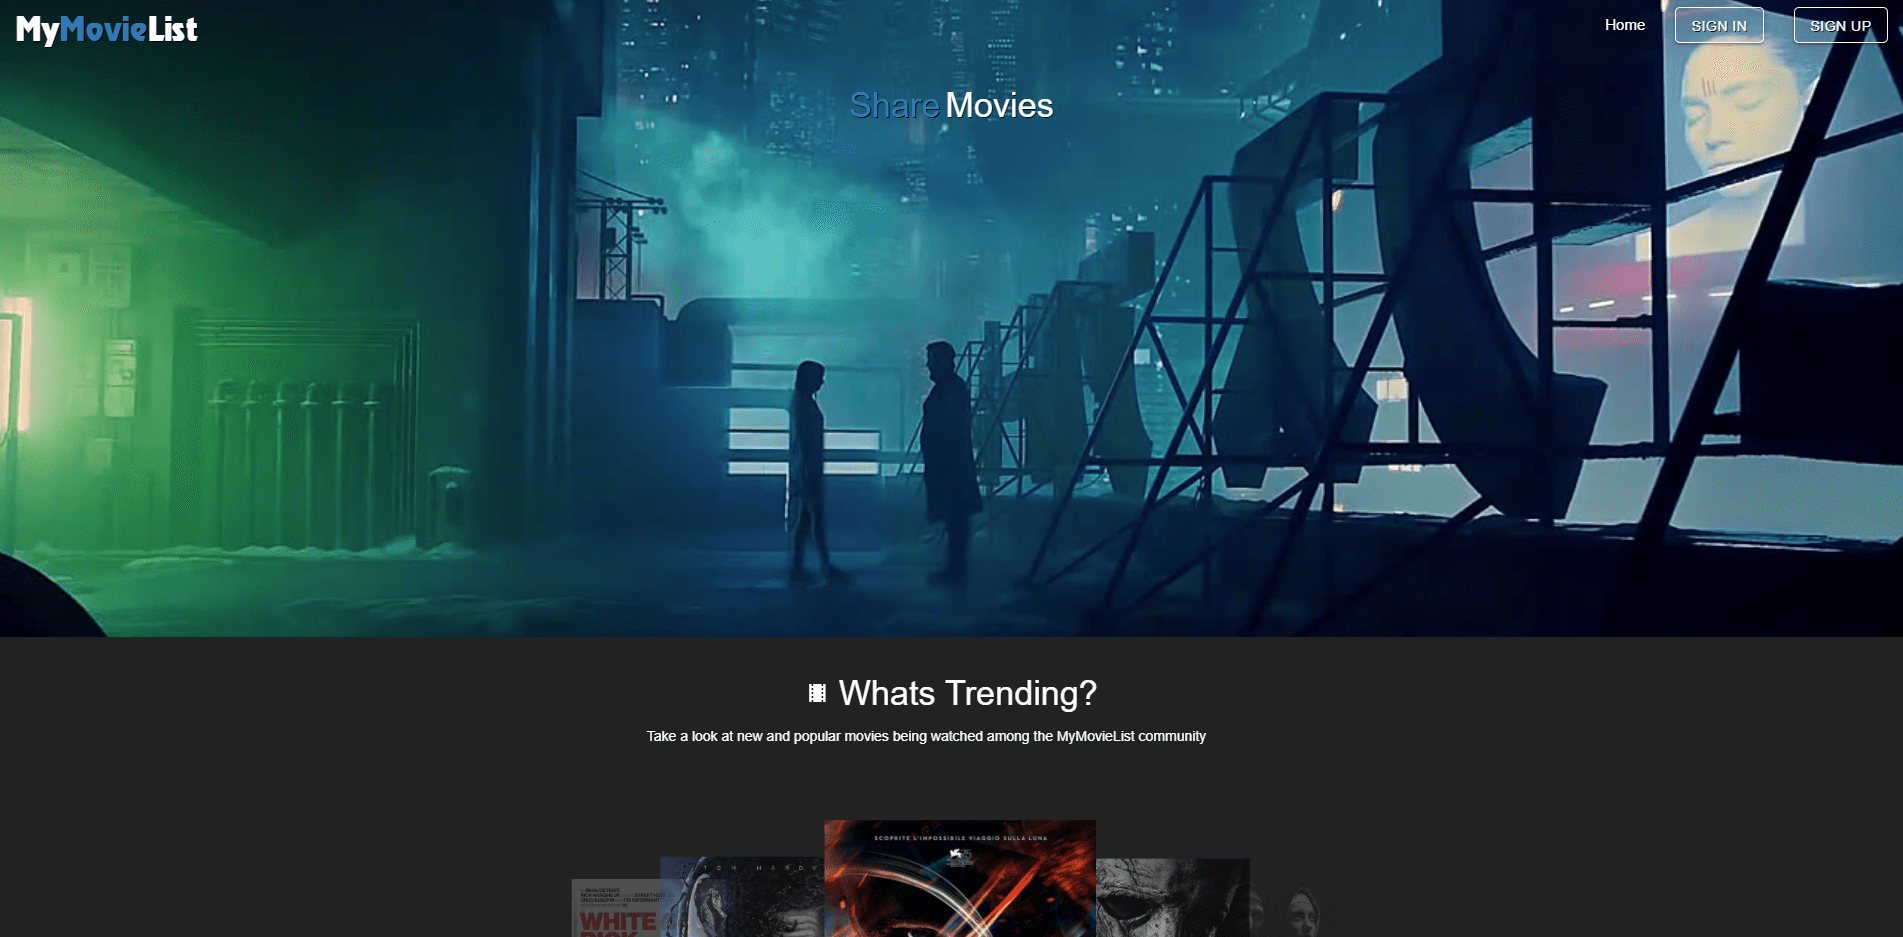 MyMovieList
Home
SIGN IN
SIGN UP
Share Movies
Whats Trending?
Take a look at new and popular movies being watched among the MyMovieList community
SCOPRITE L'IMPOSSIBILE VIAGGIO SULLA LUNA
75
TOM HARDY
WHITE